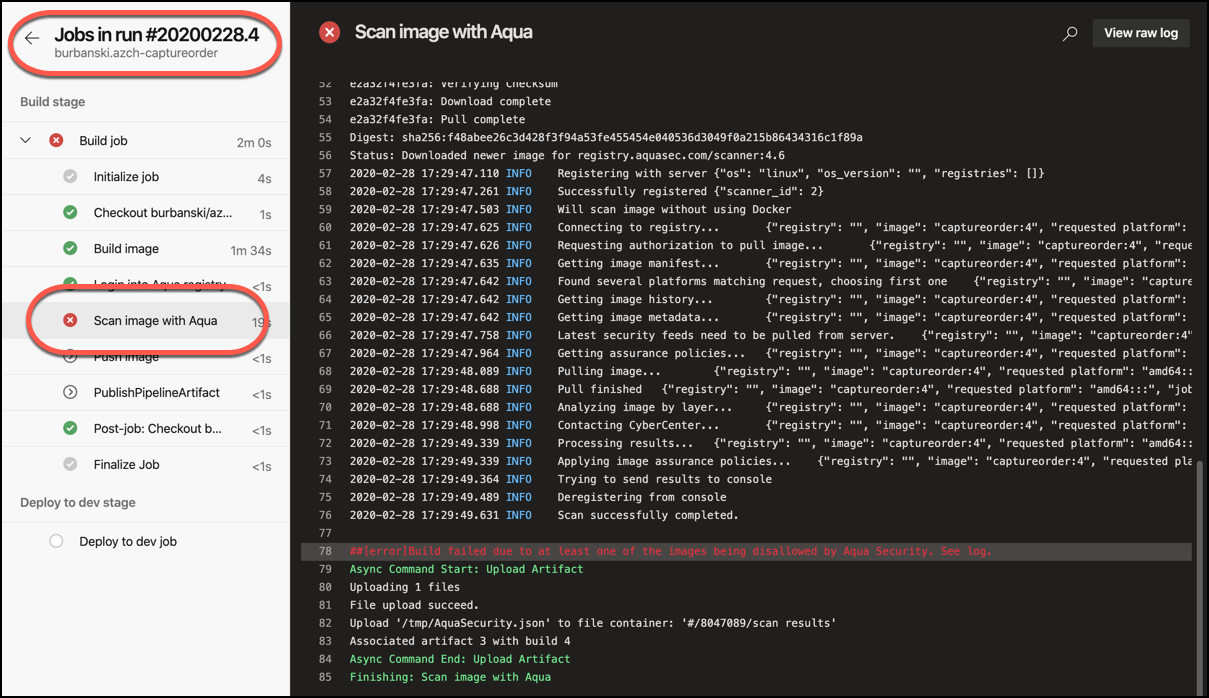 Jobs in run #20200228.4
burbanski.azch-captureorder
Build stage
Build job 2m 0s
Initialize job 4s
Checkout burbanski/az... 1s
Build image 1m 34s
Login into Aqua registry <1s
Scan image with Aqua 19s
Push image <1s
PublishPipelineArtifact <1s
Post-job: Checkout b... <1s
Finalize Job <1s
Deploy to dev stage
Deploy to dev job
Scan image with Aqua
View raw log
52 e2a32f4fe3fa: Verifying Checksum
53 e2a32f4fe3fa: Download complete
54 e2a32f4fe3fa: Pull complete
55 Digest: sha256:f48abee26c3d428f3f94a53fe455454e040536d3049f0a215b86434316c1f89a
56 Status: Downloaded newer image for registry.aquasec.com/scanner:4.6
57 2020-02-28 17:29:47.110 INFO Registering with server {"os": "linux", "os_version": "", "registries": []}
58 2020-02-28 17:29:47.261 INFO Successfully registered {"scanner_id": 2}
59 2020-02-28 17:29:47.503 INFO Will scan image without using Docker
60 2020-02-28 17:29:47.625 INFO Connecting to registry... {"registry": "", "image": "captureorder:4", "requested platform":
61 2020-02-28 17:29:47.626 INFO Requesting authorization to pull image... {"registry": "", "image": "captureorder:4", "reque
62 2020-02-28 17:29:47.635 INFO Getting image manifest... {"registry": "", "image": "captureorder:4", "requested platform":
63 2020-02-28 17:29:47.642 INFO Found several platforms matching request, choosing first one {"registry": "", "image": "capture
64 2020-02-28 17:29:47.642 INFO Getting image history... {"registry": "", "image": "captureorder:4", "requested platform":
65 2020-02-28 17:29:47.642 INFO Getting image metadata... {"registry": "", "image": "captureorder:4", "requested platform":
66 2020-02-28 17:29:47.758 INFO Latest security feeds need to be pulled from server. {"registry": "", "image": "captureorder:4"
67 2020-02-28 17:29:47.964 INFO Getting assurance policies... {"registry": "", "image": "captureorder:4", "requested platform":
68 2020-02-28 17:29:48.089 INFO Pulling image... {"registry": "", "image": "captureorder:4", "requested platform": "amd64:::
69 2020-02-28 17:29:48.688 INFO Pull finished {"registry": "", "image": "captureorder:4", "requested platform": "amd64:::", "job
70 2020-02-28 17:29:48.688 INFO Analyzing image by layer... {"registry": "", "image": "captureorder:4", "requested platform":
71 2020-02-28 17:29:48.998 INFO Contacting CyberCenter... {"registry": "", "image": "captureorder:4", "requested platform":
72 2020-02-28 17:29:49.339 INFO Processing results... {"registry": "", "image": "captureorder:4", "requested platform": "amd64::
73 2020-02-28 17:29:49.339 INFO Applying image assurance policies... {"registry": "", "image": "captureorder:4", "requested pla
74 2020-02-28 17:29:49.364 INFO Trying to send results to console
75 2020-02-28 17:29:49.489 INFO Deregistering from console
76 2020-02-28 17:29:49.631 INFO Scan successfully completed.
77
78 ##[error]Build failed due to at least one of the images being disallowed by Aqua Security. See log.
79 Async Command Start: Upload Artifact
80 Uploading 1 files
81 File upload succeed.
82 Upload '/tmp/AquaSecurity.json' to file container: '#/8047089/scan results'
83 Associated artifact 3 with build 4
84 Async Command End: Upload Artifact
85 Finishing: Scan image with Aqua